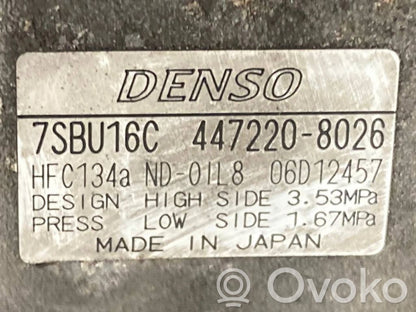 DENSO
7SBU16C 447220-8026
HFC134a ND-OIL8 06D12457
DESIGN HIGH SIDE 3.53MPa
PRESS LOW SIDE 1.67MPa
MADE IN JAPAN
Ovoko